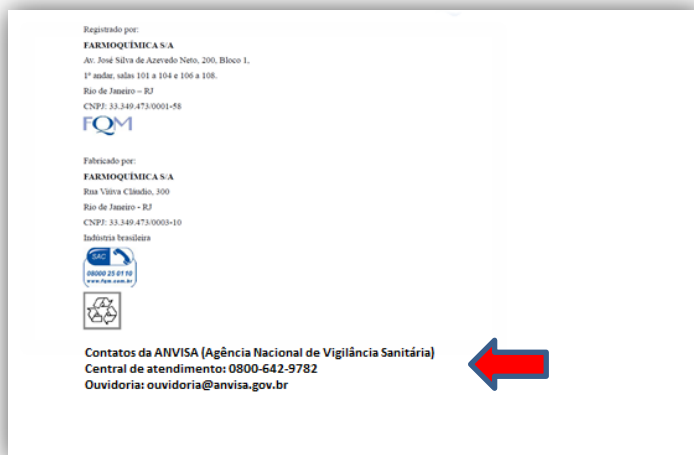 Registrado por:
FARMOQUÍMICA S/A
Av. José Silva de Azevedo Neto, 200, Bloco 1,
1º andar, salas 101 a 104 e 106 a 108.
Rio de Janeiro – RJ
CNPJ: 33.349.473/0001-58
FQM
Fabricado por:
FARMOQUÍMICA S/A
Rua Viúva Cláudio, 300
Rio de Janeiro - RJ
CNPJ: 33.349.473/0003-10
Indústria brasileira
SAC
08000 25 01 10
www.fqm.com.br
Contatos da ANVISA (Agência Nacional de Vigilância Sanitária)
Central de atendimento: 0800-642-9782
Ouvidoria: ouvidoria@anvisa.gov.br